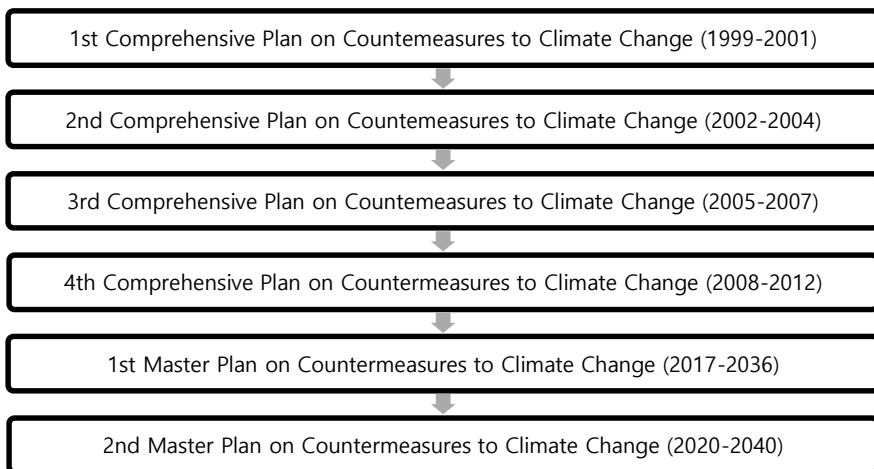 1st Comprehensive Plan on Countemeasures to Climate Change (1999-2001)
2nd Comprehensive Plan on Countemeasures to Climate Change (2002-2004)
3rd Comprehensive Plan on Countemeasures to Climate Change (2005-2007)
4th Comprehensive Plan on Countermeasures to Climate Change (2008-2012)
1st Master Plan on Countermeasures to Climate Change (2017-2036)
2nd Master Plan on Countermeasures to Climate Change (2020-2040)